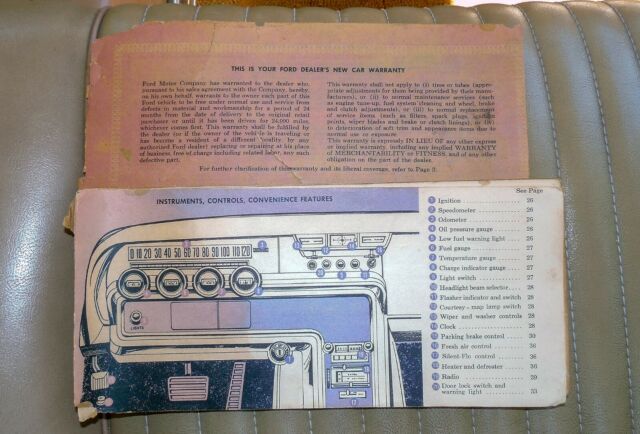 THIS IS YOUR FORD DEALER'S NEW CAR WARRANTY
Ford Motor Company has warranted to the dealer who,
pursuant to his sales agreement with the Company, hereby,
on his own behalf, warrants to the owner each part of this
Ford vehicle to be free under normal use and service from
defects in material and workmanship for a period of 24
months from the date of delivery to the original retail
purchaser or until it has been driven for 24,000 miles,
whichever comes first. This warranty shall be fulfilled by
the dealer (or if the owner of the vehicle is traveling or
has become a resident of a different locality, by any
authorized Ford dealer) replacing or repairing at his place
of business, free of charge including related labor, any such
defective part.
This warranty shall not apply to (i) tires or tubes (appro-
priate adjustments for them being provided by their manu-
facturers), or (ii) to normal maintenance services (such
as engine tune-up, fuel system cleaning and wheel, brake
and clutch adjustments), or (iii) to normal replacement
of service items (such as filters, spark plugs, ignition
points, wiper blades and brake or clutch linings), or (iv)
to deterioration of soft trim and appearance items due to
normal use or exposure.
This warranty is expressly IN LIEU OF any other express
or implied warranty, including any implied WARRANTY
of MERCHANTABILITY or FITNESS, and of any other
obligation on the part of the dealer.
For further clarification of this warranty and its liberal coverage, refer to Page 2.
INSTRUMENTS, CONTROLS, CONVENIENCE FEATURES
See Page
1 Ignition 26
2 Speedometer 26
3 Odometer 26
4 Oil pressure gauge 26
5 Low fuel warning light 26
6 Fuel gauge 27
7 Temperature gauge 27
8 Charge indicator gauge 27
9 Light switch 27
10 Headlight beam selector 28
11 Flasher indicator and switch 28
12 Courtesy - map lamp switch 28
13 Wiper and washer controls 28
14 Clock 28
15 Parking brake control 30
16 Fresh air control 36
17 Silent-Flo control 36
18 Heater and defroster 36
19 Radio 39
20 Door lock switch and
warning light 33
0 10 20 30 40 50 60 70 80 90 100 110 120
LIGHTS